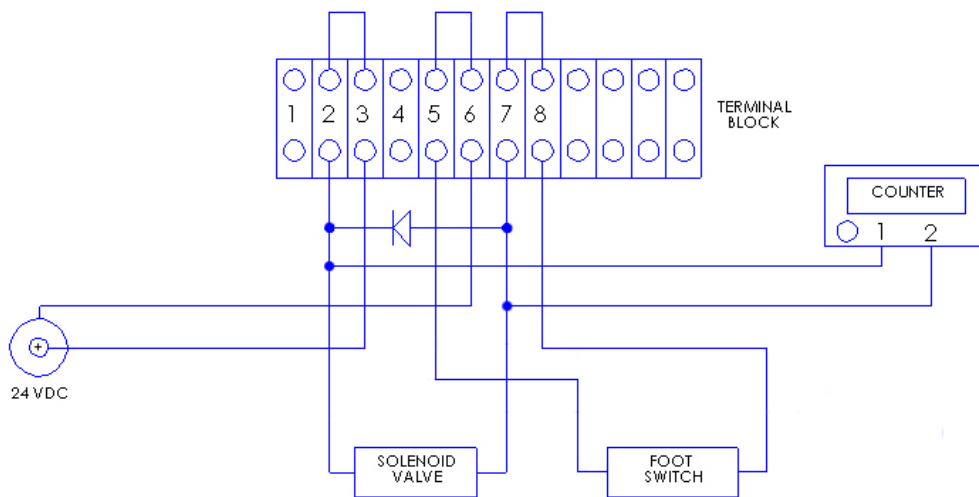 1 2 3 4 5 6 7 8
TERMINAL
BLOCK
COUNTER
1 2
+
24 VDC
SOLENOID
VALVE
FOOT
SWITCH